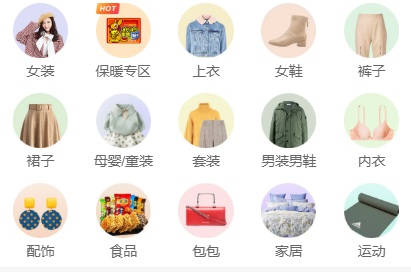 HOT
女装 保暖专区 上衣 女鞋 裤子
裙子 母婴/童装 套装 男装男鞋 内衣
配饰 食品 包包 家居 运动